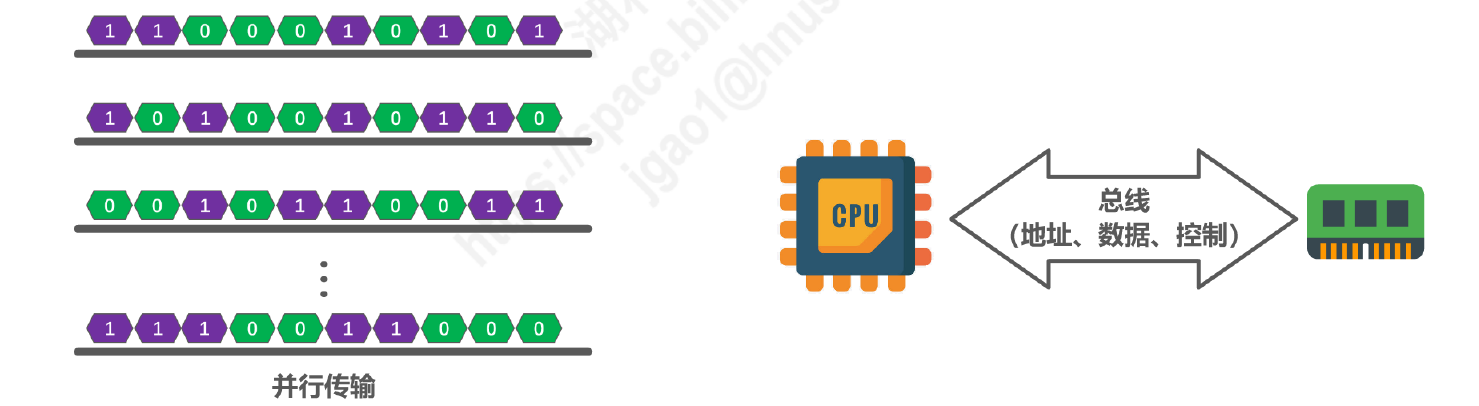 1 1 0 0 0 1 0 1 0 1
1 0 1 0 0 1 0 1 1 0
0 0 1 0 1 1 0 0 1 1
1 1 1 0 0 1 1 0 0 0
并行传输
CPU
总线
（地址、数据、控制）